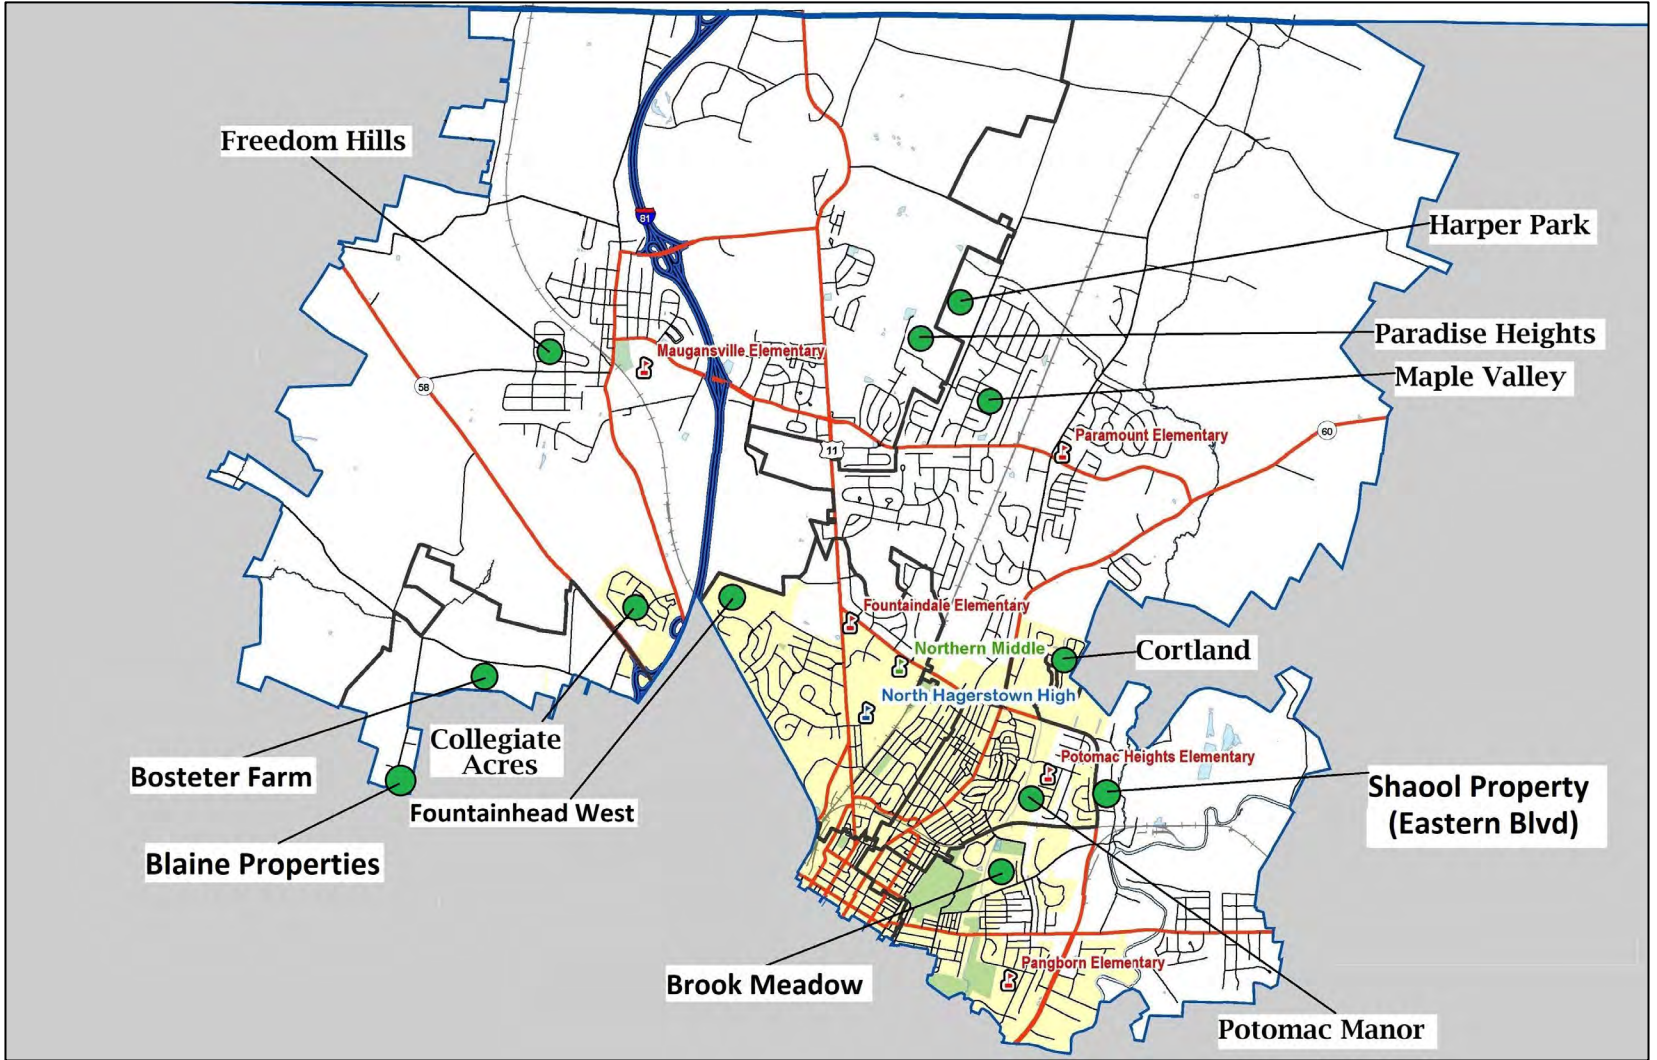 Freedom Hills
81
Harper Park
Paradise Heights
Maugansville Elementary
Maple Valley
58
60
Paramount Elementary
11
Fountaindale Elementary
Northern Middle
Cortland
North Hagerstown High
Collegiate
Acres
Potomac Heights Elementary
Bosteter Farm
Shaool Property
(Eastern Blvd)
Fountainhead West
Blaine Properties
Pangborn Elementary
Brook Meadow
Potomac Manor